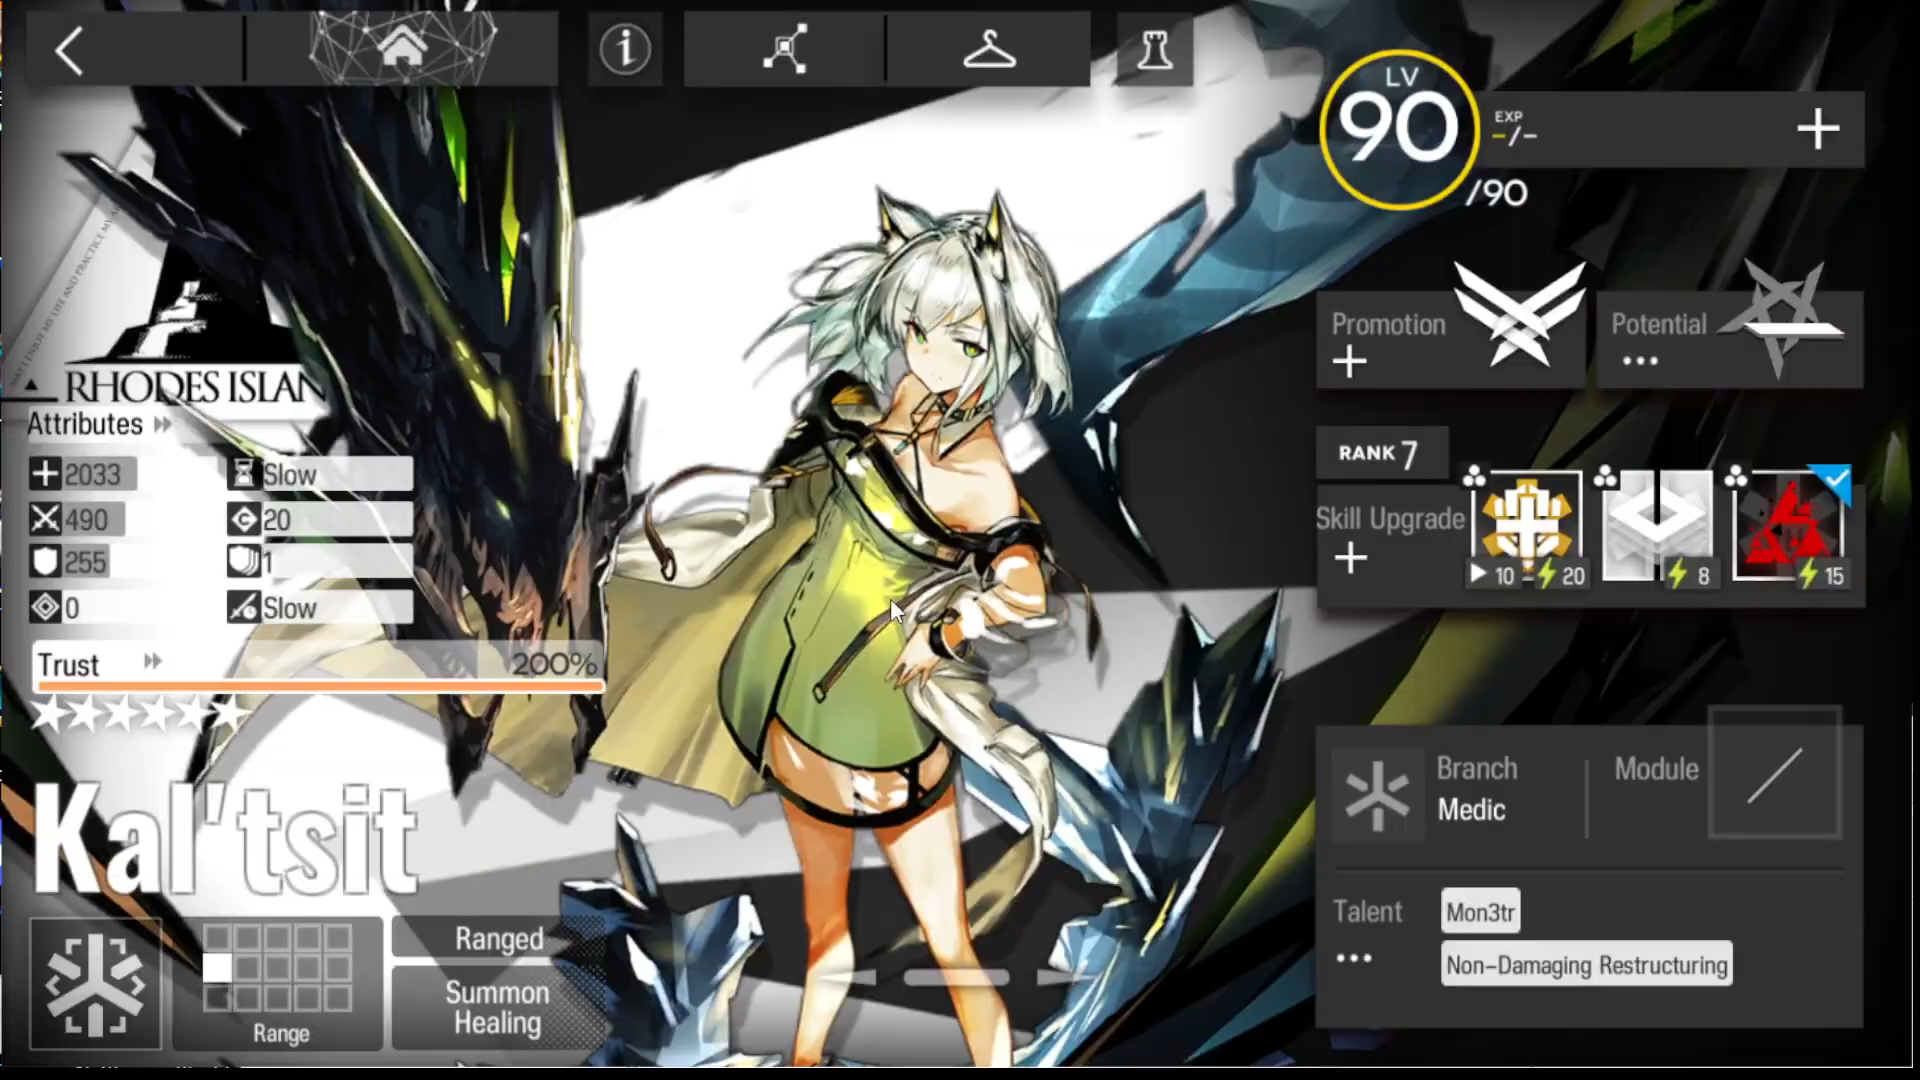 LV
90
/90
EXP
-/-
RHODES ISLAN
Attributes
2033
Slow
490
20
255
1
0
Slow
Trust
200%
Kal'tsit
Range
Ranged
Summon
Healing
Promotion
Potential
RANK 7
Skill Upgrade
10
20
8
15
Branch
Medic
Module
Talent
Mon3tr
Non-Damaging Restructuring